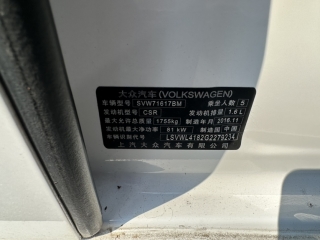 大众汽车(VOLKSWAGEN)
车辆型号 SVW71617BM 乘坐人数 5
发动机型号 CSR 发动机排量 1.6 L
最大允许总质量 1765kg 制造年月 2016.11
发动机最大净功率 81 kW 制造国 中国
LSVWL4182G2279234
上汽大众汽车有限公司